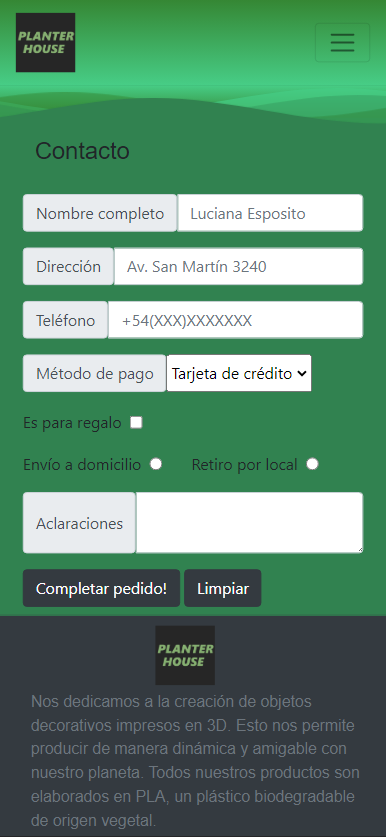 PLANTER
HOUSE
Contacto
Nombre completo Luciana Esposito
Dirección Av. San Martín 3240
Teléfono +54(XXX)XXXXXXX
Método de pago Tarjeta de crédito
Es para regalo
Envío a domicilio Retiro por local
Aclaraciones
Completar pedido! Limpiar
PLANTER
HOUSE
Nos dedicamos a la creación de objetos
decorativos impresos en 3D. Esto nos permite
producir de manera dinámica y amigable con
nuestro planeta. Todos nuestros productos son
elaborados en PLA, un plástico biodegradable
de origen vegetal.